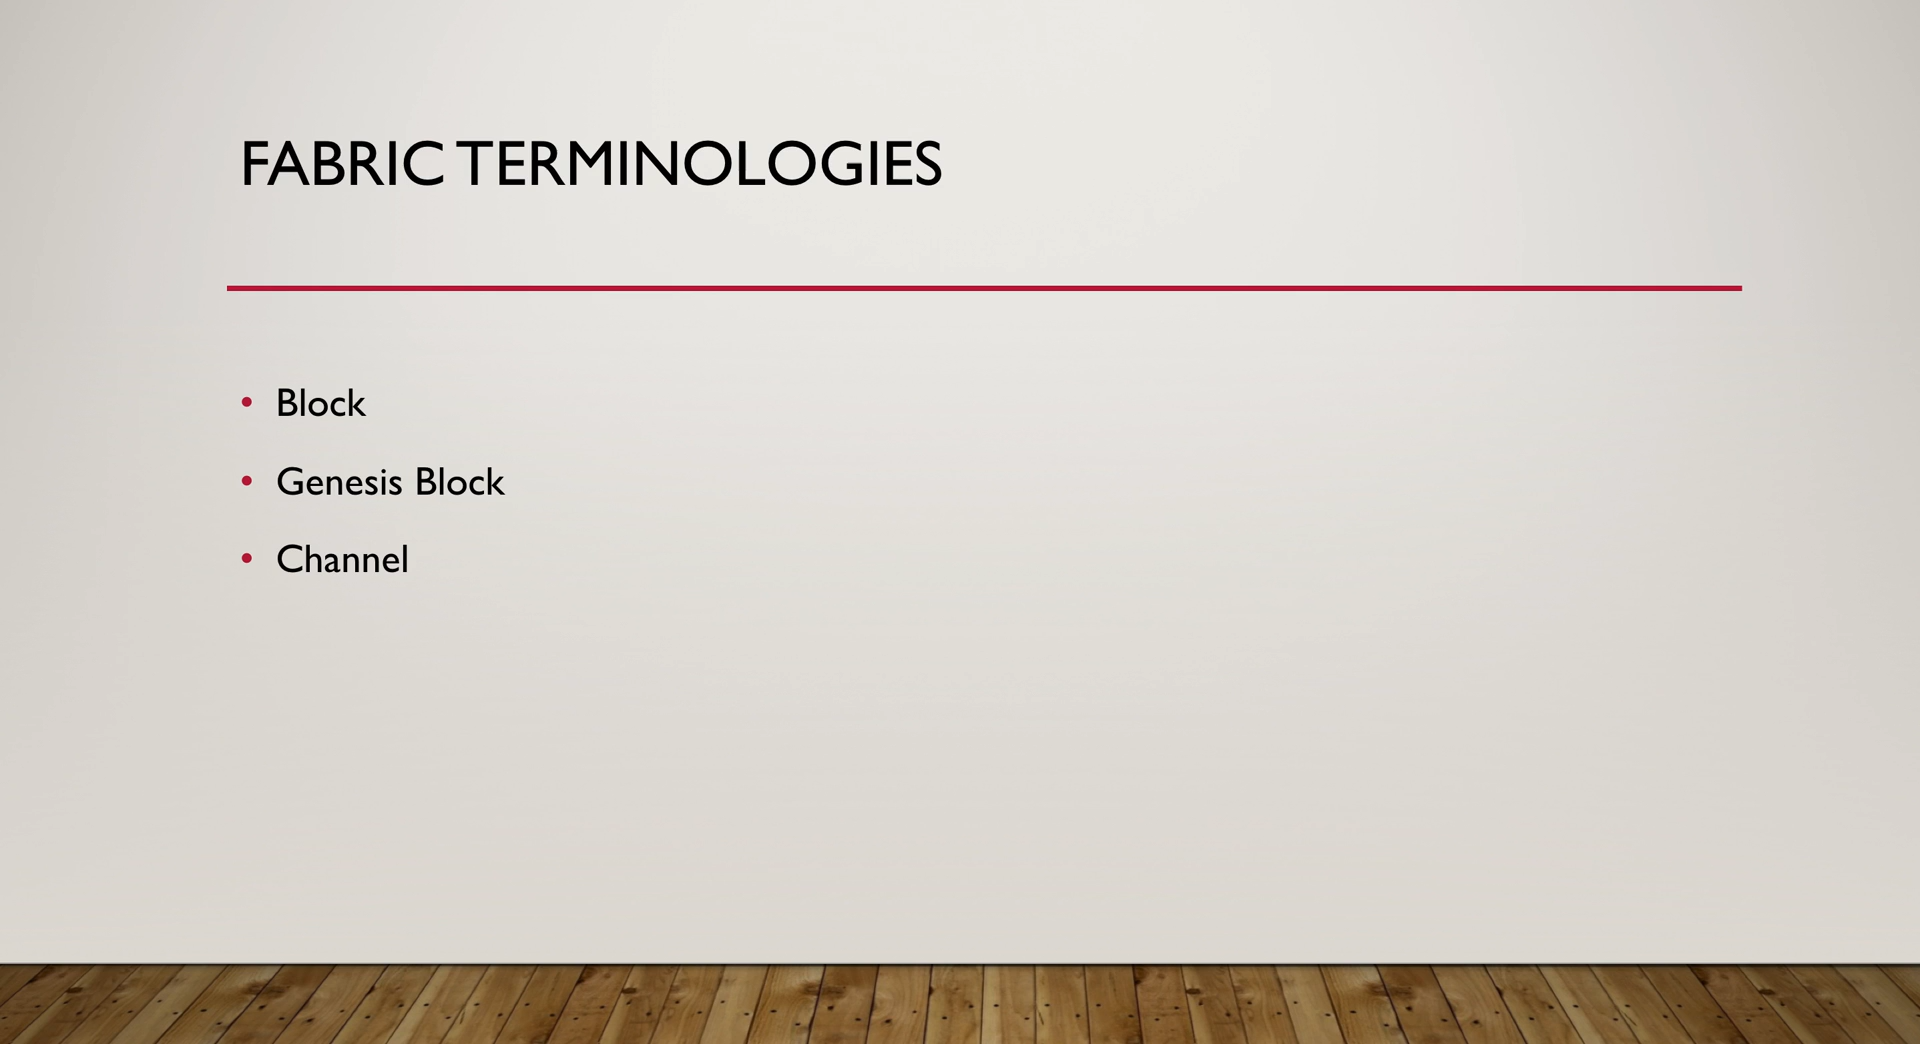 FABRIC TERMINOLOGIES
• Block
• Genesis Block
• Channel